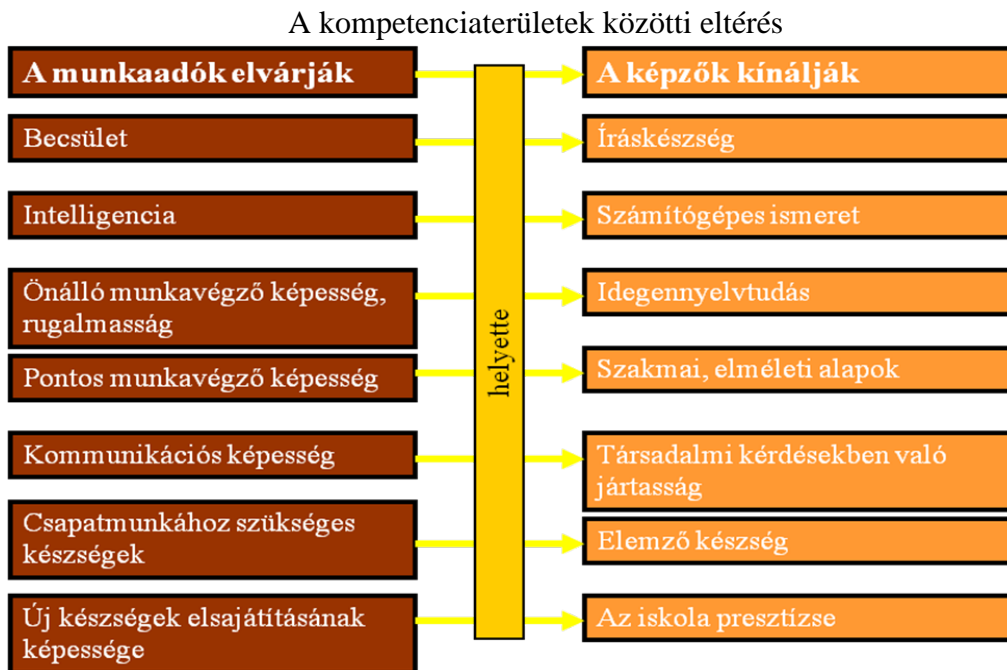 A kompetenciaterületek közötti eltérés
A munkaadók elvárják
A képzők kínálják
Becsület
Íráskészség
Intelligencia
Számítógépes ismeret
Önálló munkavégző képesség,
rugalmasság
Idegennyelvtudás
Pontos munkavégző képesség
Szakmai, elméleti alapok
Kommunikációs képesség
Társadalmi kérdésekben való
jártasság
Csapatmunkához szükséges
készségek
Elemző készség
Új készségek elsajátításának
képessége
Az iskola presztízse
helyette